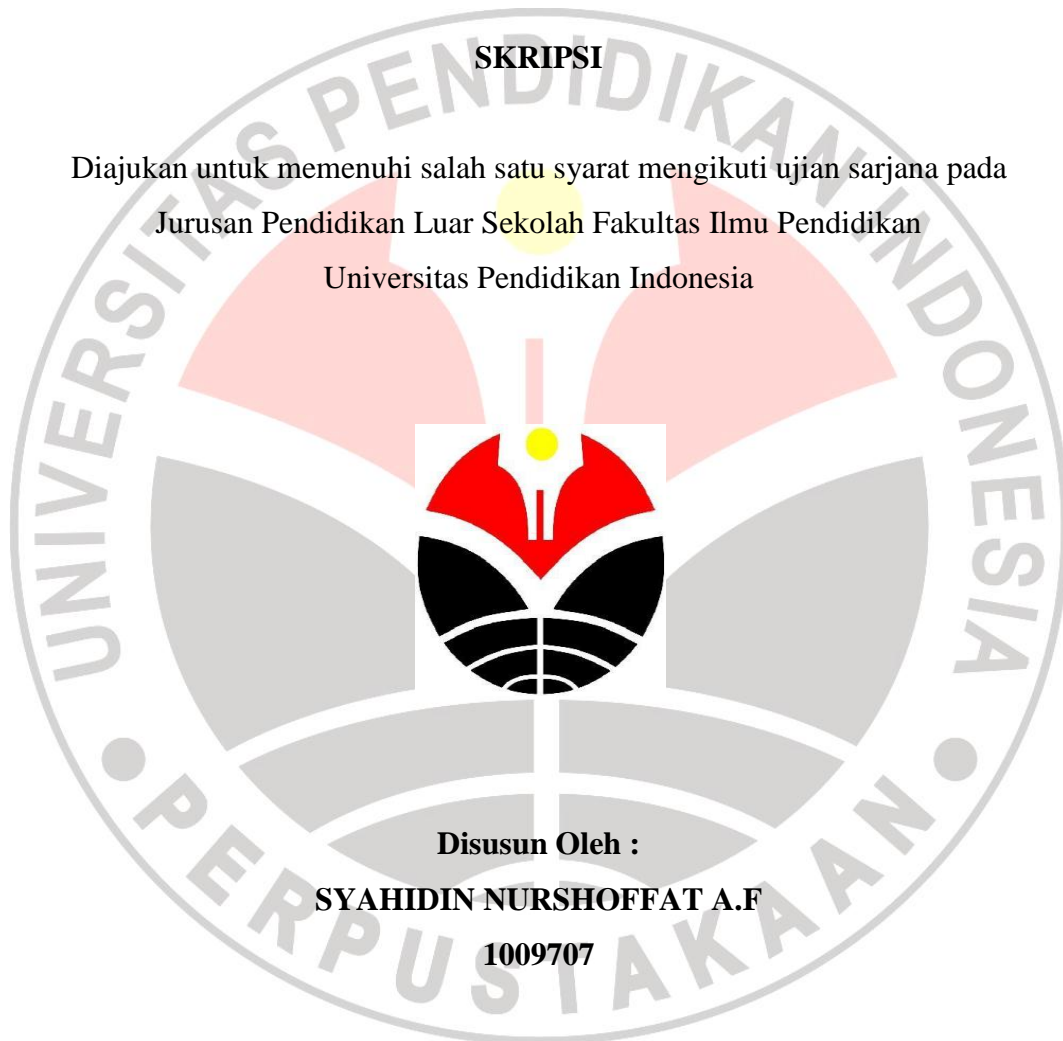 SKRIPSI
Diajukan untuk memenuhi salah satu syarat mengikuti ujian sarjana pada
Jurusan Pendidikan Luar Sekolah Fakultas Ilmu Pendidikan
Universitas Pendidikan Indonesia
UNIVERSITAS PENDIDIKAN INDONESIA
Disusun Oleh :
SYAHIDIN NURSHOFFAT A.F
1009707
• PERPUSTAKAAN •